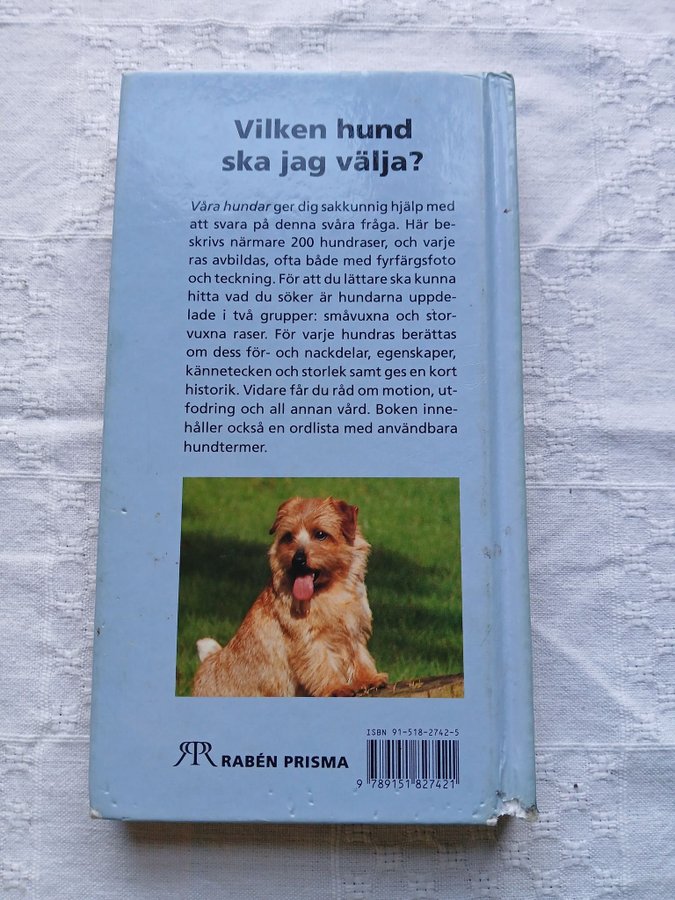 Vilken hund
ska jag välja?
Våra hundar ger dig sakkunnig hjälp med
att svara på denna svåra fråga. Här be-
skrivs närmare 200 hundraser, och varje
ras avbildas, ofta både med fyrfärgsfoto
och teckning. För att du lättare ska kunna
hitta vad du söker är hundarna uppde-
lade i två grupper: småvuxna och stor-
vuxna raser. För varje hundras berättas
om dess för- och nackdelar, egenskaper,
kännetecken och storlek samt ges en kort
historik. Vidare får du råd om motion, ut-
fodring och all annan vård. Boken inne-
håller också en ordlista med användbara
hundtermer.
ISBN 91-518-2742-5
RABÉN PRISMA
9 789151 827421